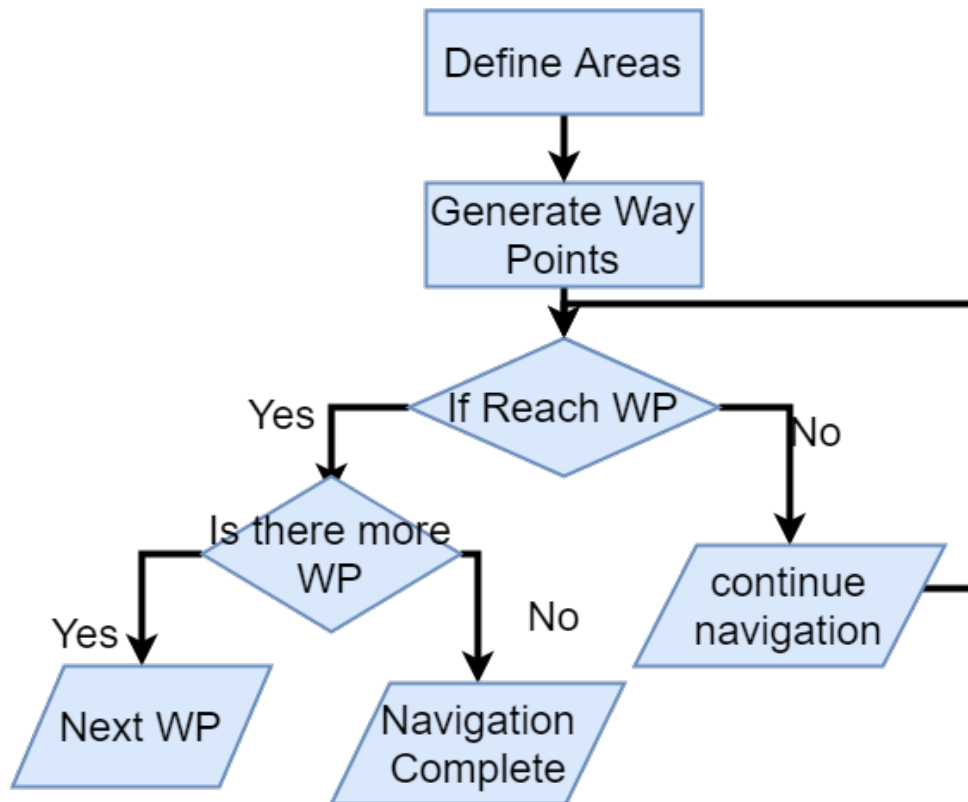 Define Areas
Generate Way
Points
If Reach WP
Yes
No
Is there more
WP
continue
navigation
Yes
No
Next WP
Navigation
Complete